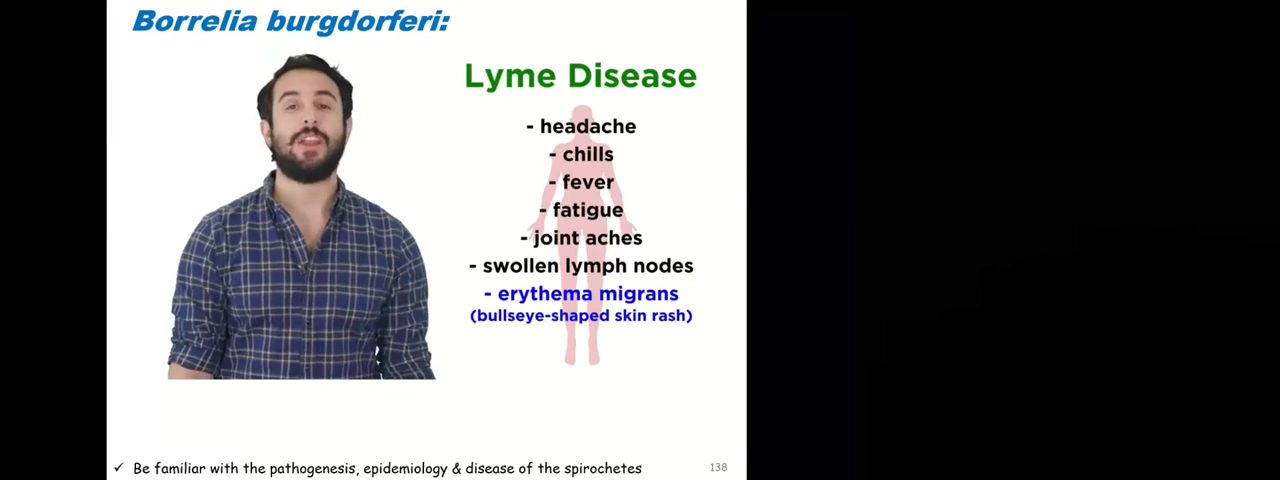 Borrelia burgdorferi:
Lyme Disease
- headache
- chills
- fever
- fatigue
- joint aches
- swollen lymph nodes
- erythema migrans
(bullseye-shaped skin rash)
✓ Be familiar with the pathogenesis, epidemiology & disease of the spirochetes
138